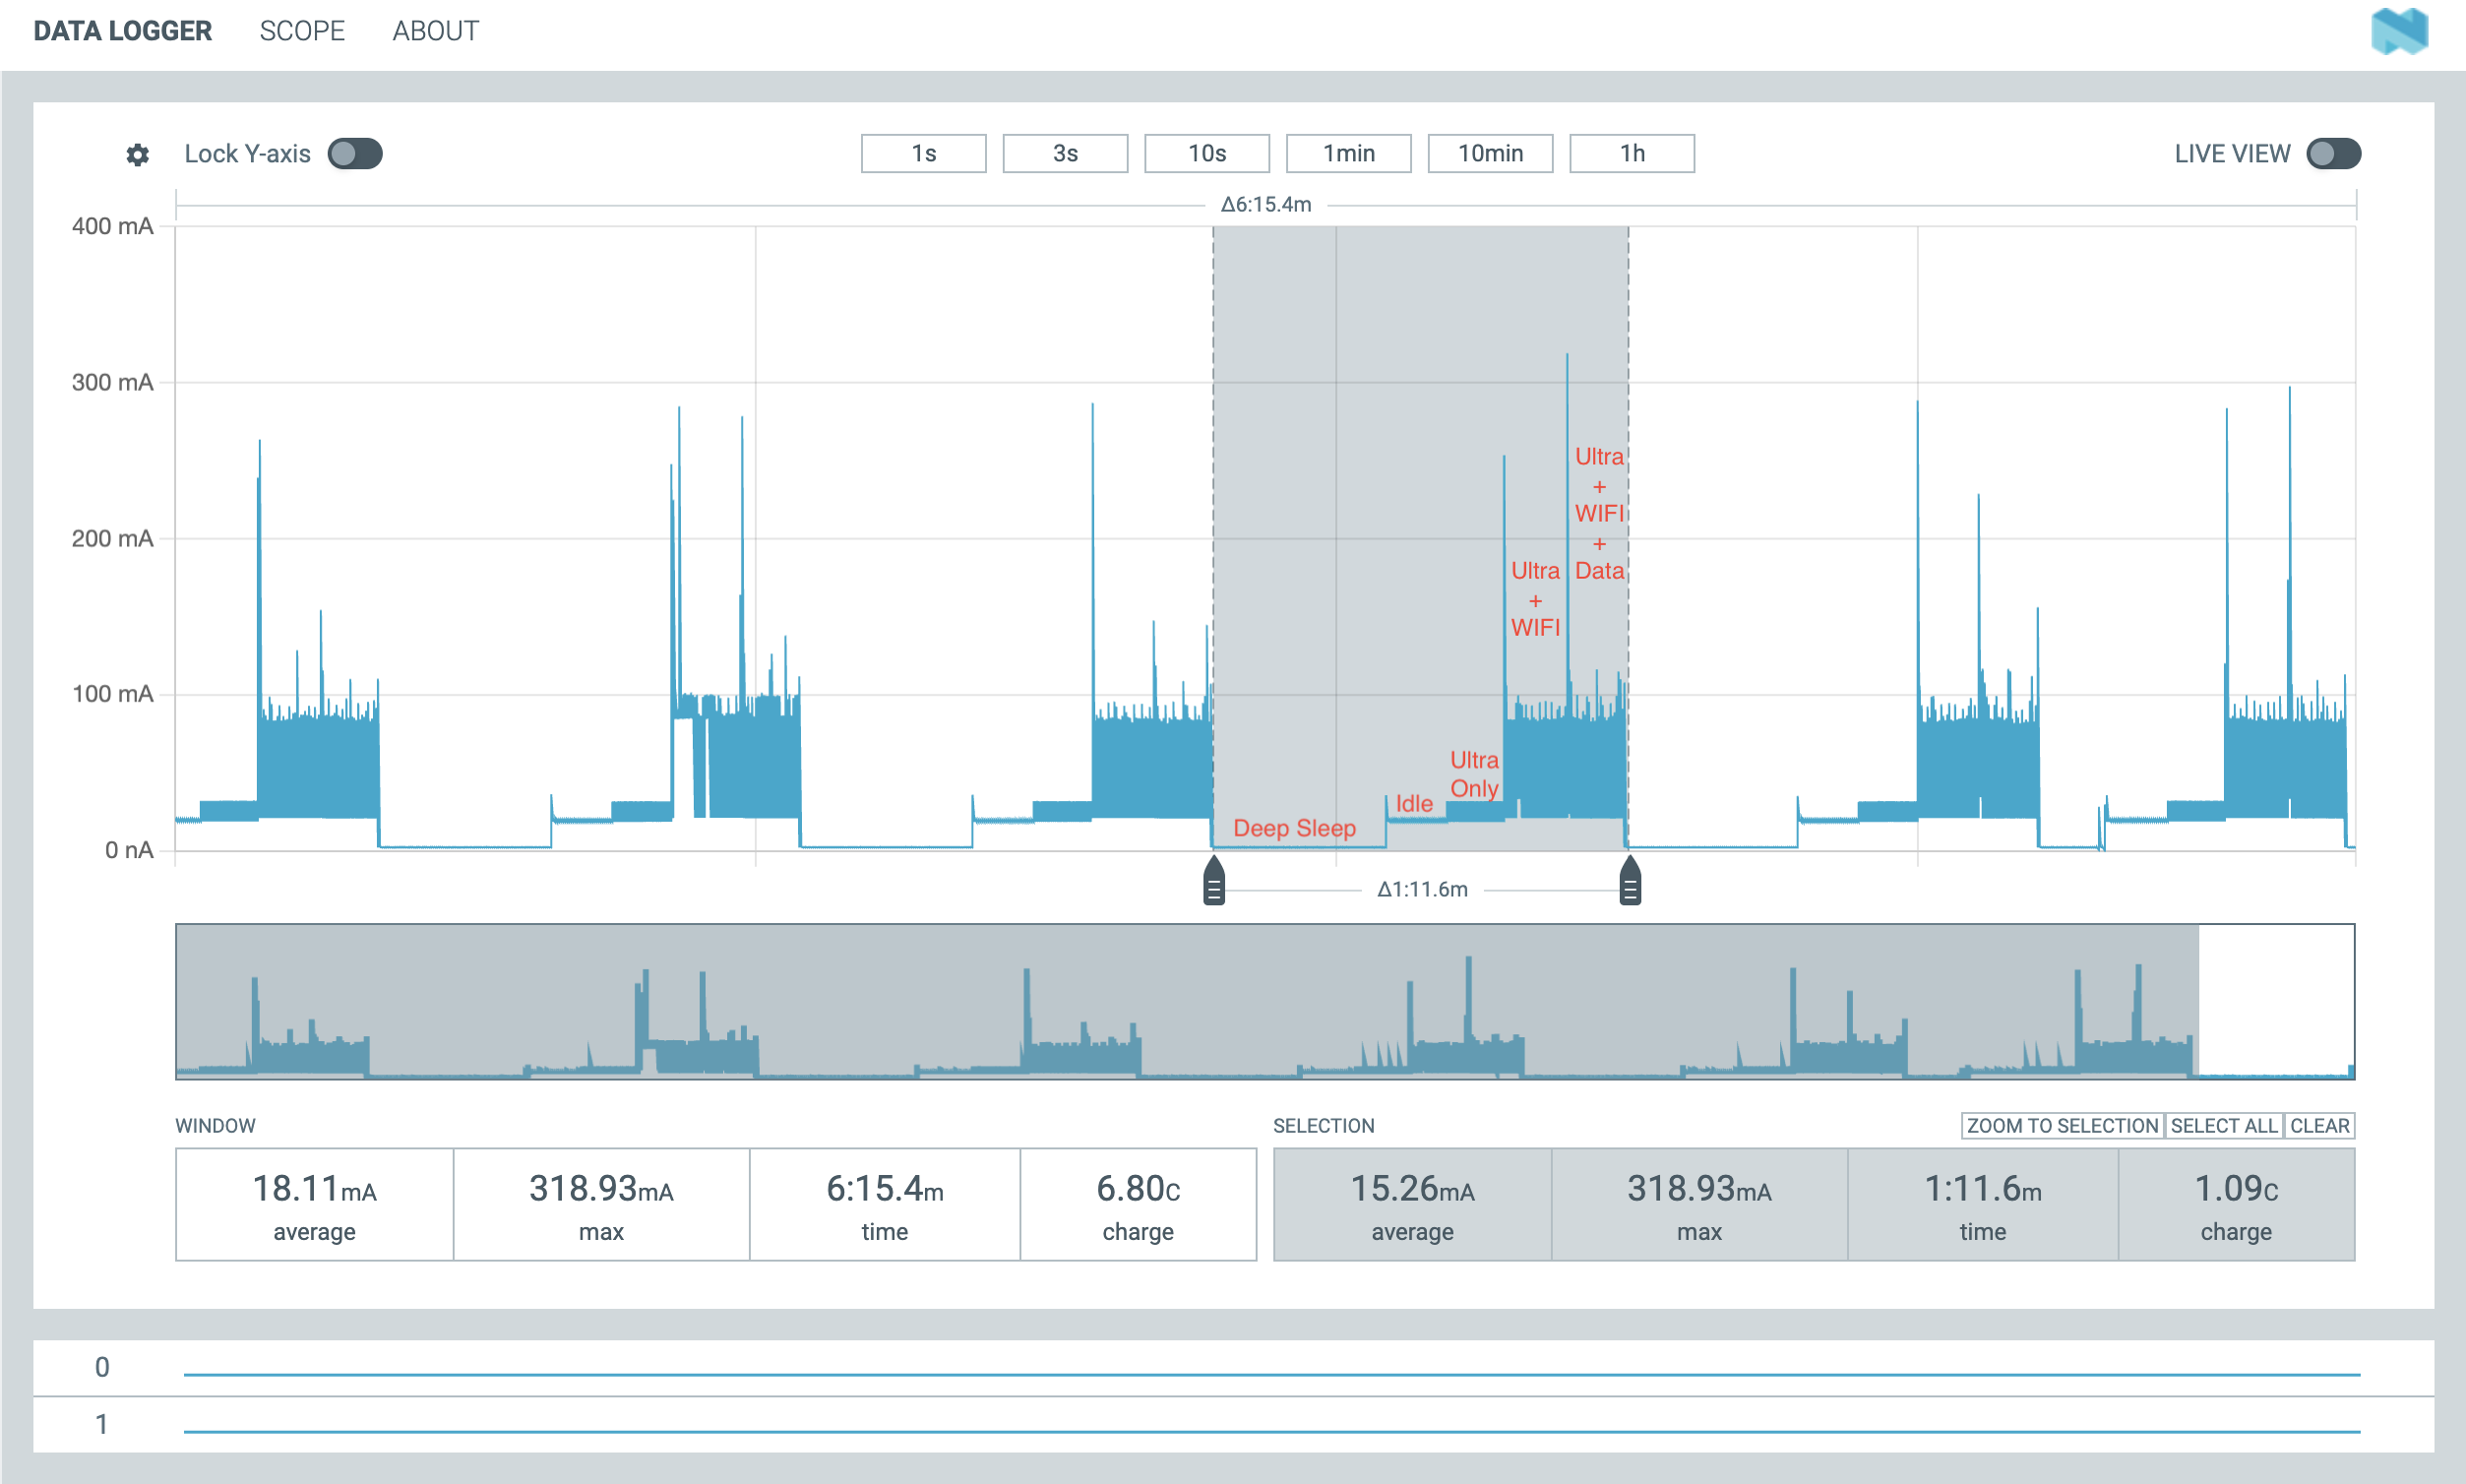 DATA LOGGER SCOPE ABOUT
Lock Y-axis 1s 3s 10s 1min 10min 1h LIVE VIEW
Δ6:15.4m
400 mA
300 mA
200 mA
100 mA
0 nA
Deep Sleep
Idle
Ultra
Only
Ultra
+
WIFI
Ultra
+
WIFI
+
Data
Δ1:11.6m
WINDOW
18.11mA 318.93mA 6:15.4m 6.80C
average max time charge
SELECTION ZOOM TO SELECTION SELECT ALL CLEAR
15.26mA 318.93mA 1:11.6m 1.09C
average max time charge
0
1